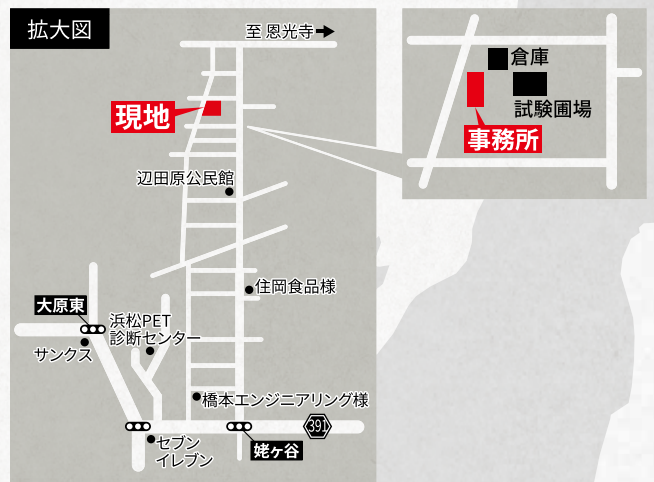 拡大図
至 恩光寺
倉庫
試験圃場
事務所
現地
辺田原公民館
住岡食品様
大原東
浜松PET
診断センター
サンクス
橋本エンジニアリング様
391
セブン
イレブン
姥ヶ谷